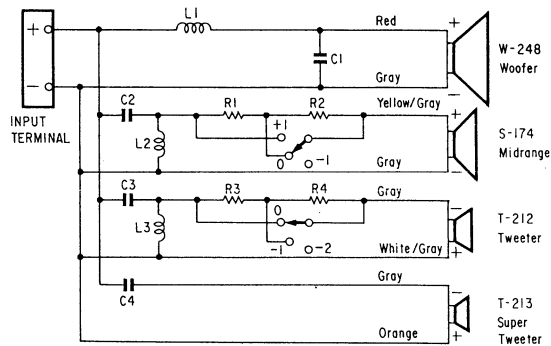 L1
Red
+
+
-
C1
W-248
Woofer
Gray
-
INPUT
TERMINAL
C2
R1
R2
Yellow/Gray
+
L2
+1
0
-1
S-174
Midrange
Gray
-
C3
R3
R4
Gray
-
L3
0
-1
-2
T-212
Tweeter
White/Gray
+
C4
Gray
-
T-213
Super
Tweeter
Orange
+